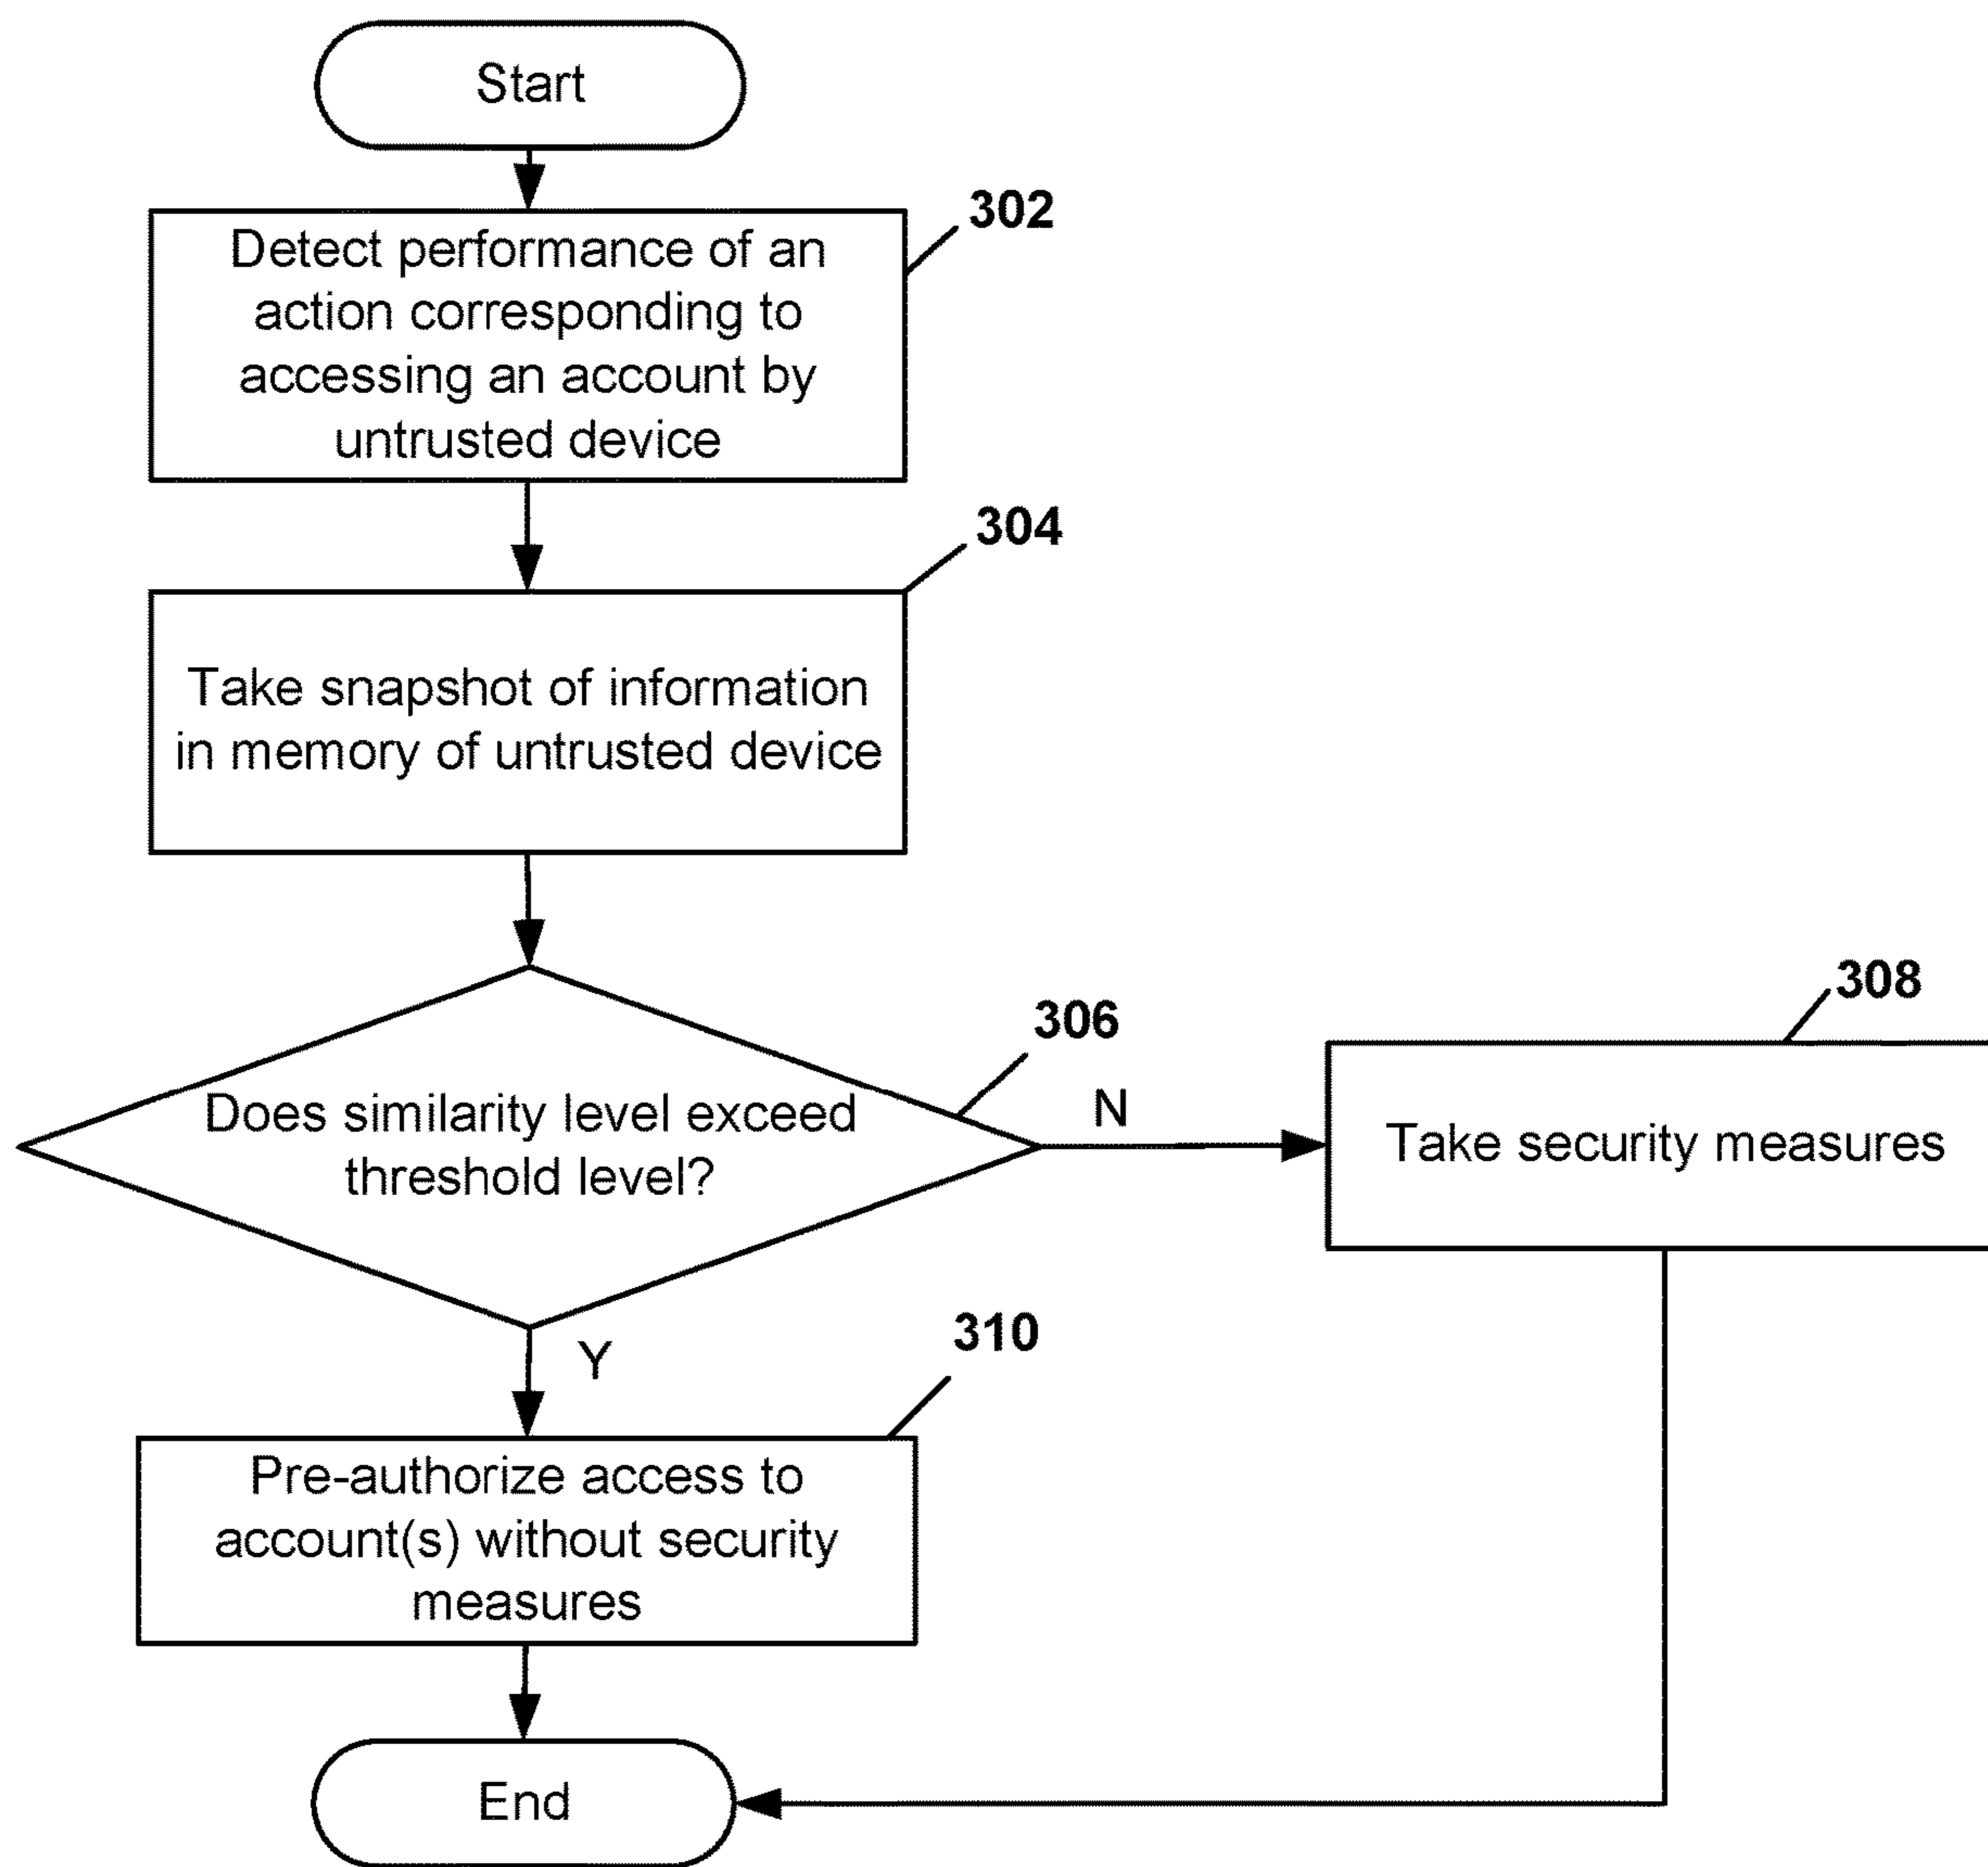 Start
302
Detect performance of an
action corresponding to
accessing an account by
untrusted device
304
Take snapshot of information
in memory of untrusted device
306
Does similarity level exceed
threshold level?
N
308
Take security measures
Y
310
Pre-authorize access to
account(s) without security
measures
End